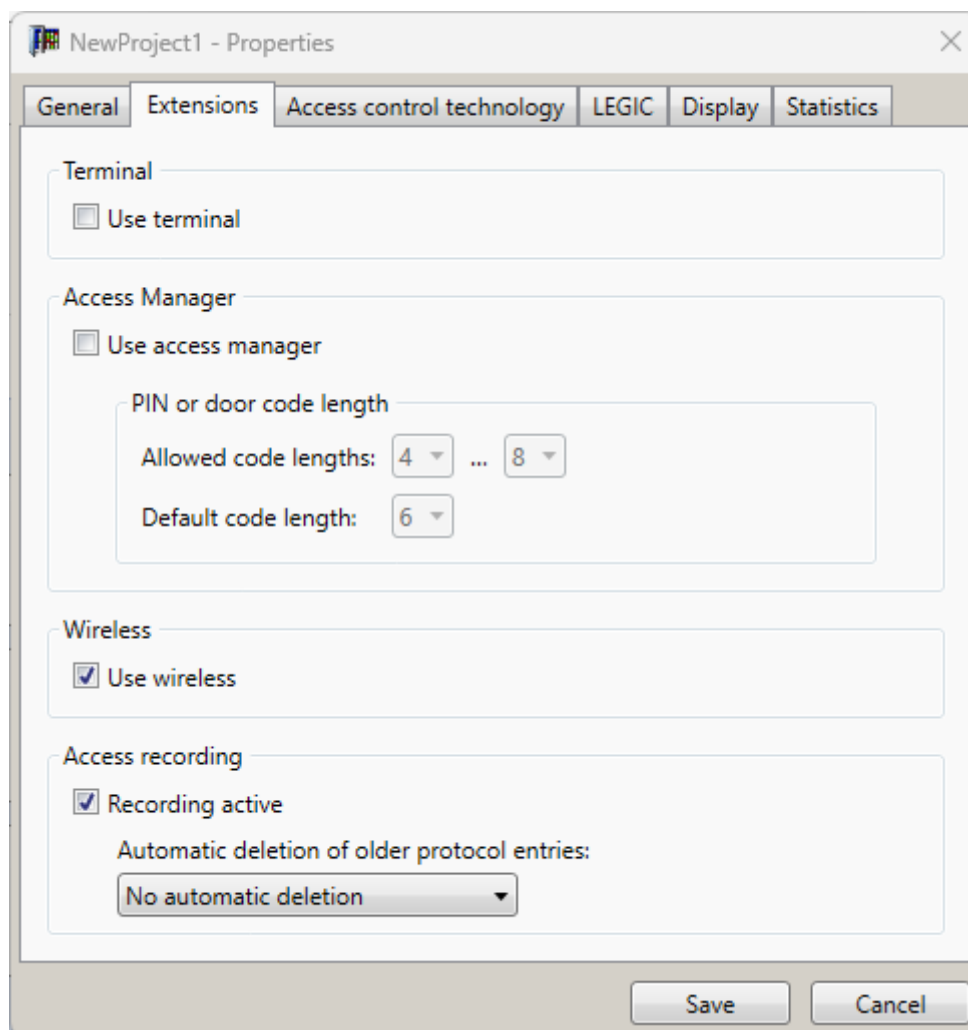 NewProject1 - Properties
General Extensions Access control technology LEGIC Display Statistics
Terminal
Use terminal
Access Manager
Use access manager
PIN or door code length
Allowed code lengths: 4 ... 8
Default code length: 6
Wireless
Use wireless
Access recording
Recording active
Automatic deletion of older protocol entries:
No automatic deletion
Save Cancel